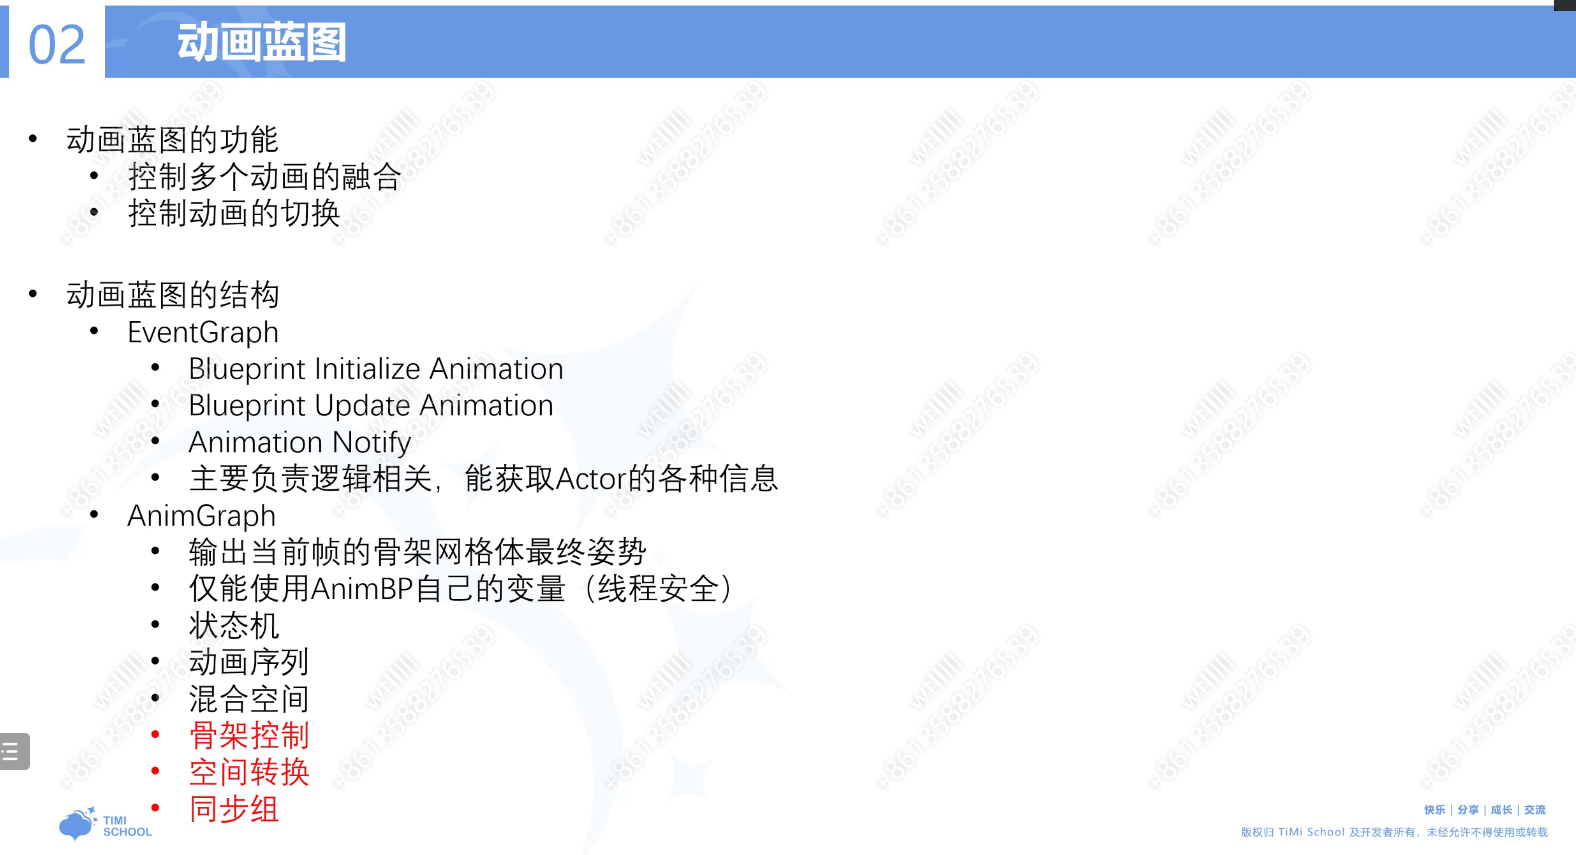 02
动画蓝图
• 动画蓝图的功能
• 控制多个动画的融合
• 控制动画的切换
• 动画蓝图的结构
• EventGraph
• Blueprint Initialize Animation
• Blueprint Update Animation
• Animation Notify
• 主要负责逻辑相关，能获取Actor的各种信息
• AnimGraph
• 输出当前帧的骨架网格体最终姿势
• 仅能使用AnimBP自己的变量（线程安全）
• 状态机
• 动画序列
• 混合空间
• 骨架控制
• 空间转换
• 同步组
TIMI
SCHOOL
快乐 | 分享 | 成长 | 交流
版权归 TiMi School 及开发者所有，未经允许不得使用或转载